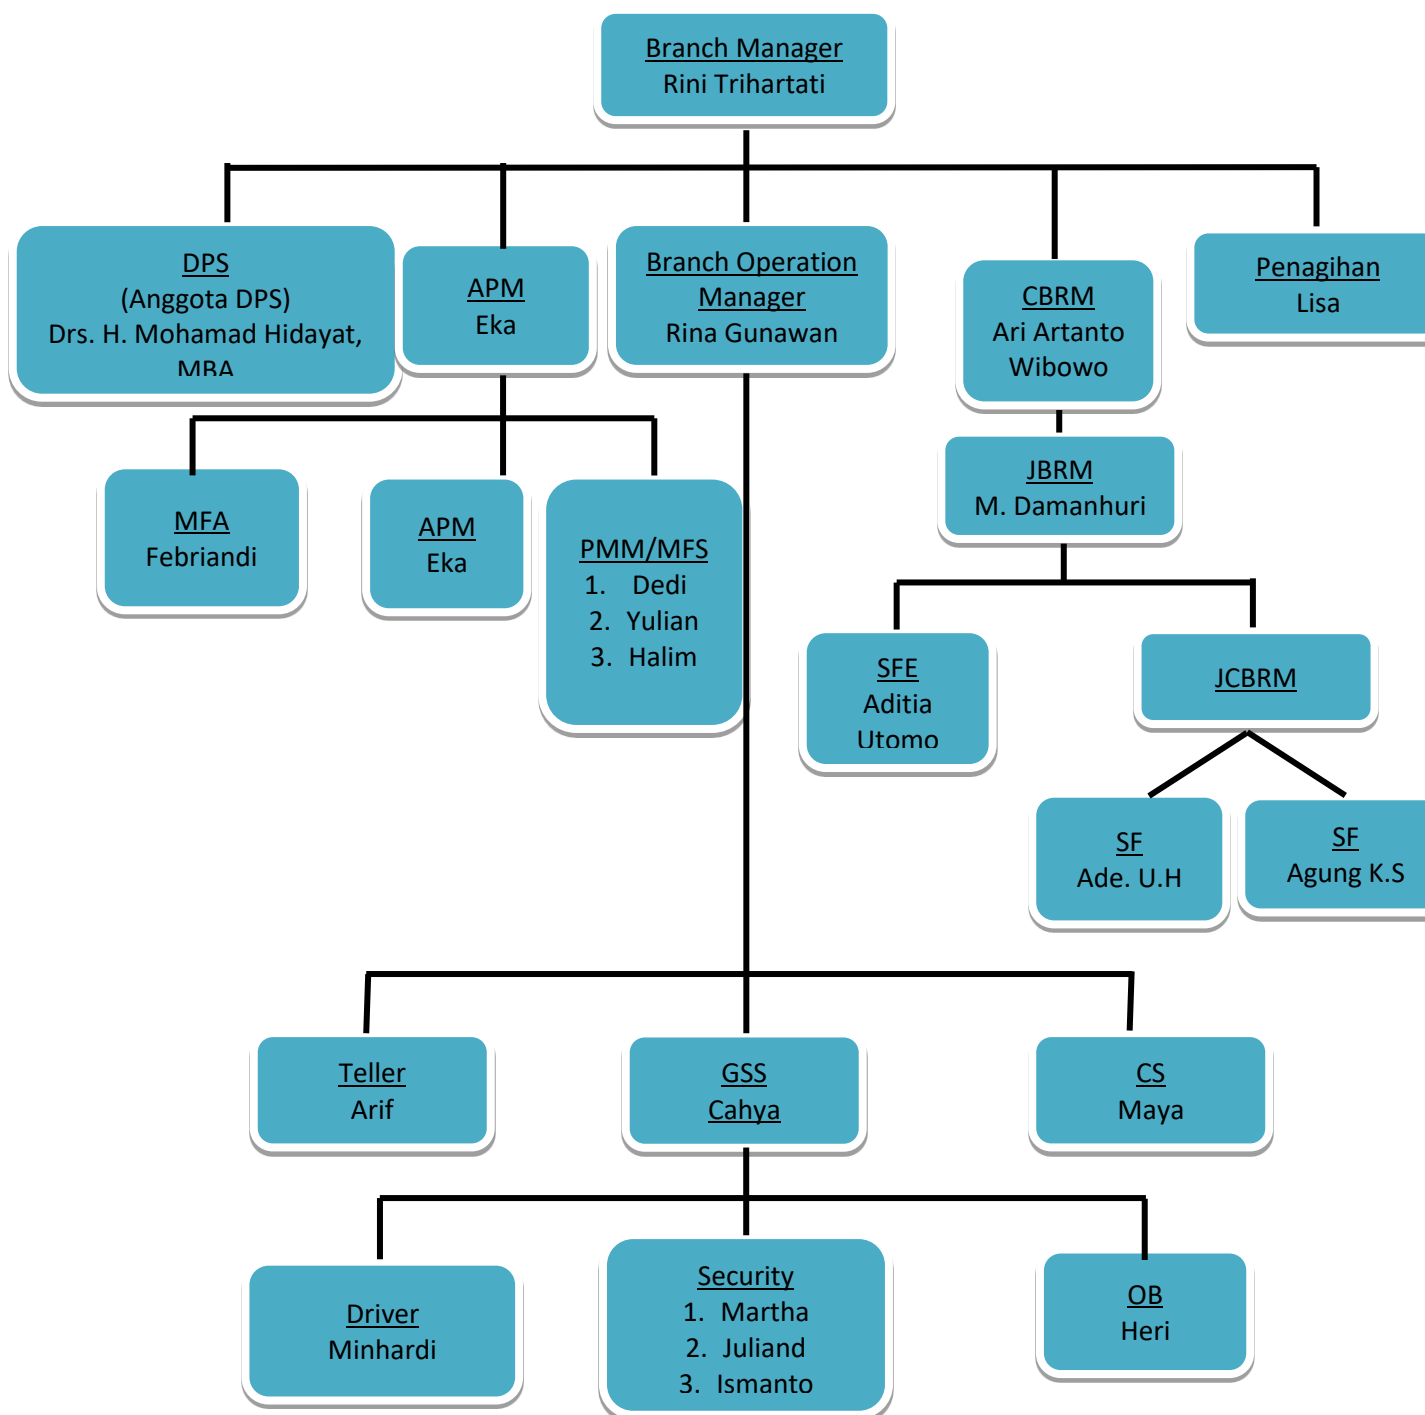 Branch Manager
Rini Trihartati
DPS
(Anggota DPS)
Drs. H. Mohamad Hidayat,
MBA
APM
Eka
Branch Operation
Manager
Rina Gunawan
CBRM
Ari Artanto
Wibowo
Penagihan
Lisa
MFA
Febriandi
APM
Eka
PMM/MFS
1. Dedi
2. Yulian
3. Halim
JBRM
M. Damanhuri
SFE
Aditia
Utomo
JCBRM
SF
Ade. U.H
SF
Agung K.S
Teller
Arif
GSS
Cahya
CS
Maya
Driver
Minhardi
Security
1. Martha
2. Juliand
3. Ismanto
OB
Heri